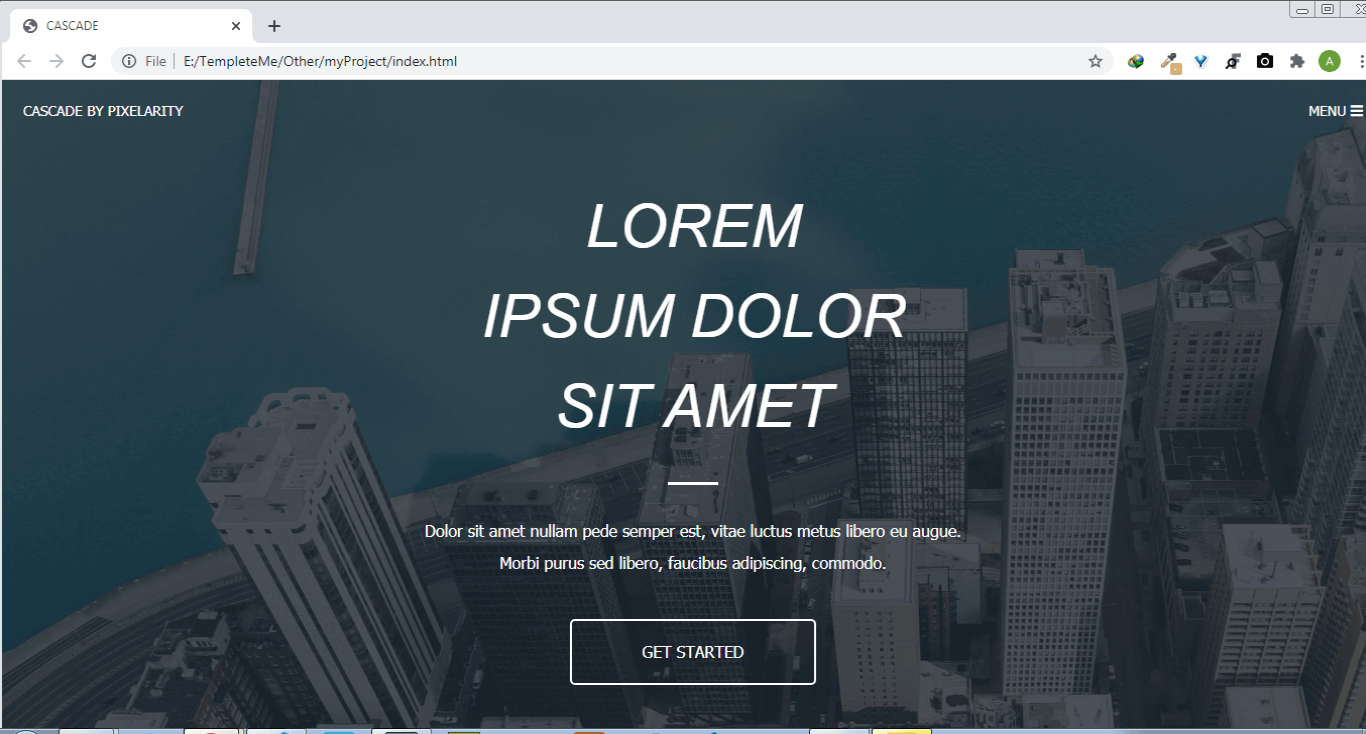 CASCADE
File
E:/TempleteMe/Other/myProject/index.html
A
CASCADE BY PIXELARITY
MENU
LOREM
IPSUM DOLOR
SIT AMET
Dolor sit amet nullam pede semper est, vitae luctus metus libero eu augue.
Morbi purus sed libero, faucibus adipiscing, commodo.
GET STARTED